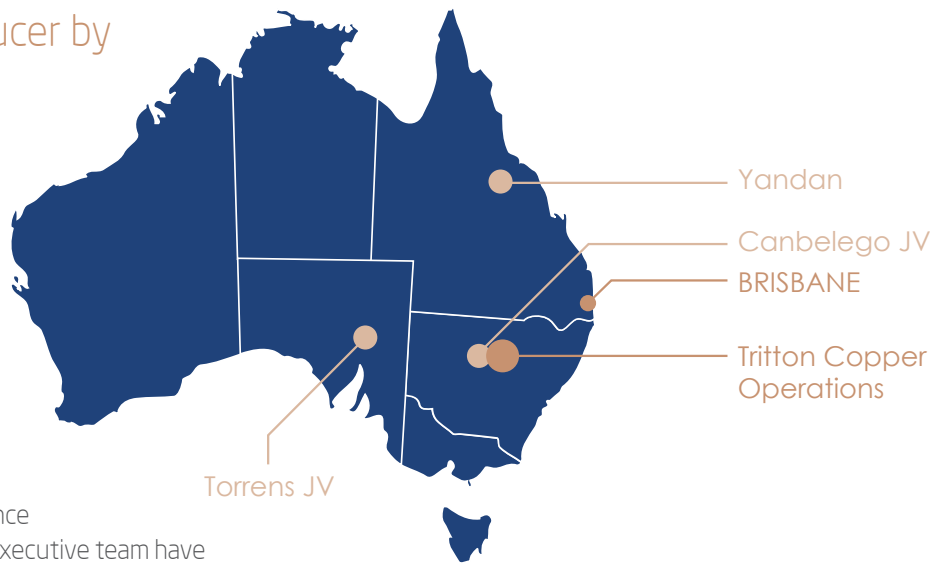 ucer by
Yandan
Canbelego JV
BRISBANE
Tritton Copper
Operations
Torrens JV
nce
xecutive team have